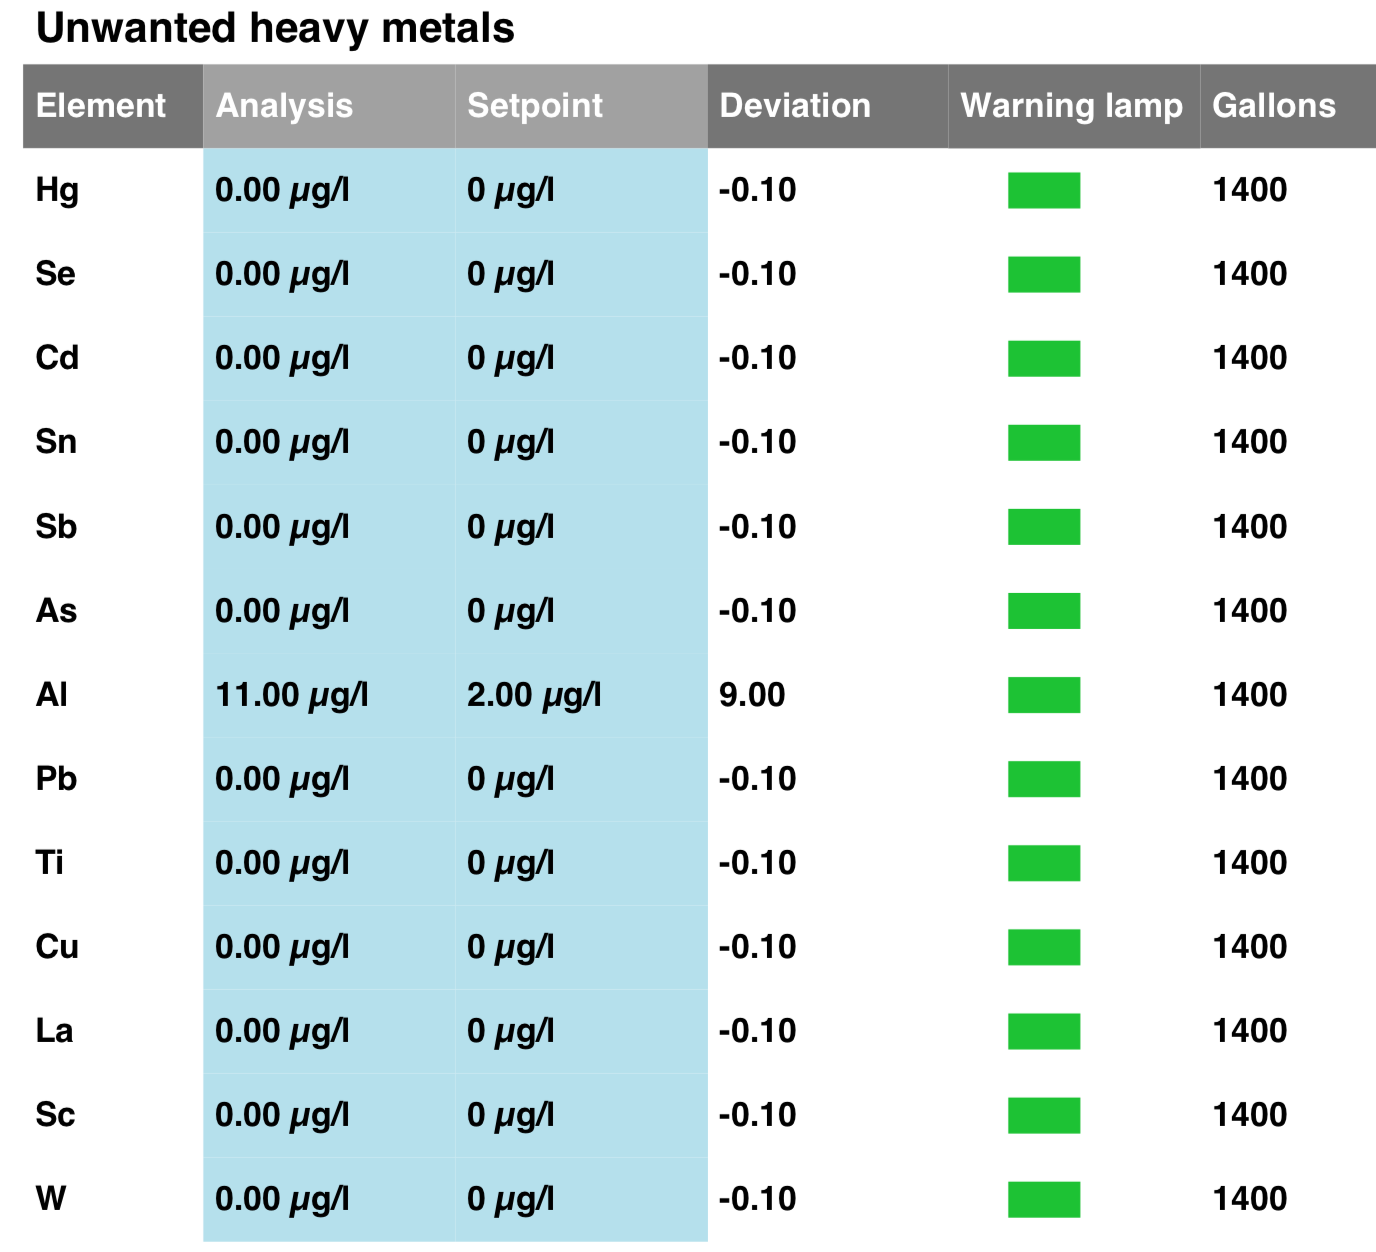 Unwanted heavy metals
Element Analysis Setpoint Deviation Warning lamp Gallons
Hg 0.00 µg/l 0 µg/l -0.10 1400
Se 0.00 µg/l 0 µg/l -0.10 1400
Cd 0.00 µg/l 0 µg/l -0.10 1400
Sn 0.00 µg/l 0 µg/l -0.10 1400
Sb 0.00 µg/l 0 µg/l -0.10 1400
As 0.00 µg/l 0 µg/l -0.10 1400
Al 11.00 µg/l 2.00 µg/l 9.00 1400
Pb 0.00 µg/l 0 µg/l -0.10 1400
Ti 0.00 µg/l 0 µg/l -0.10 1400
Cu 0.00 µg/l 0 µg/l -0.10 1400
La 0.00 µg/l 0 µg/l -0.10 1400
Sc 0.00 µg/l 0 µg/l -0.10 1400
W 0.00 µg/l 0 µg/l -0.10 1400